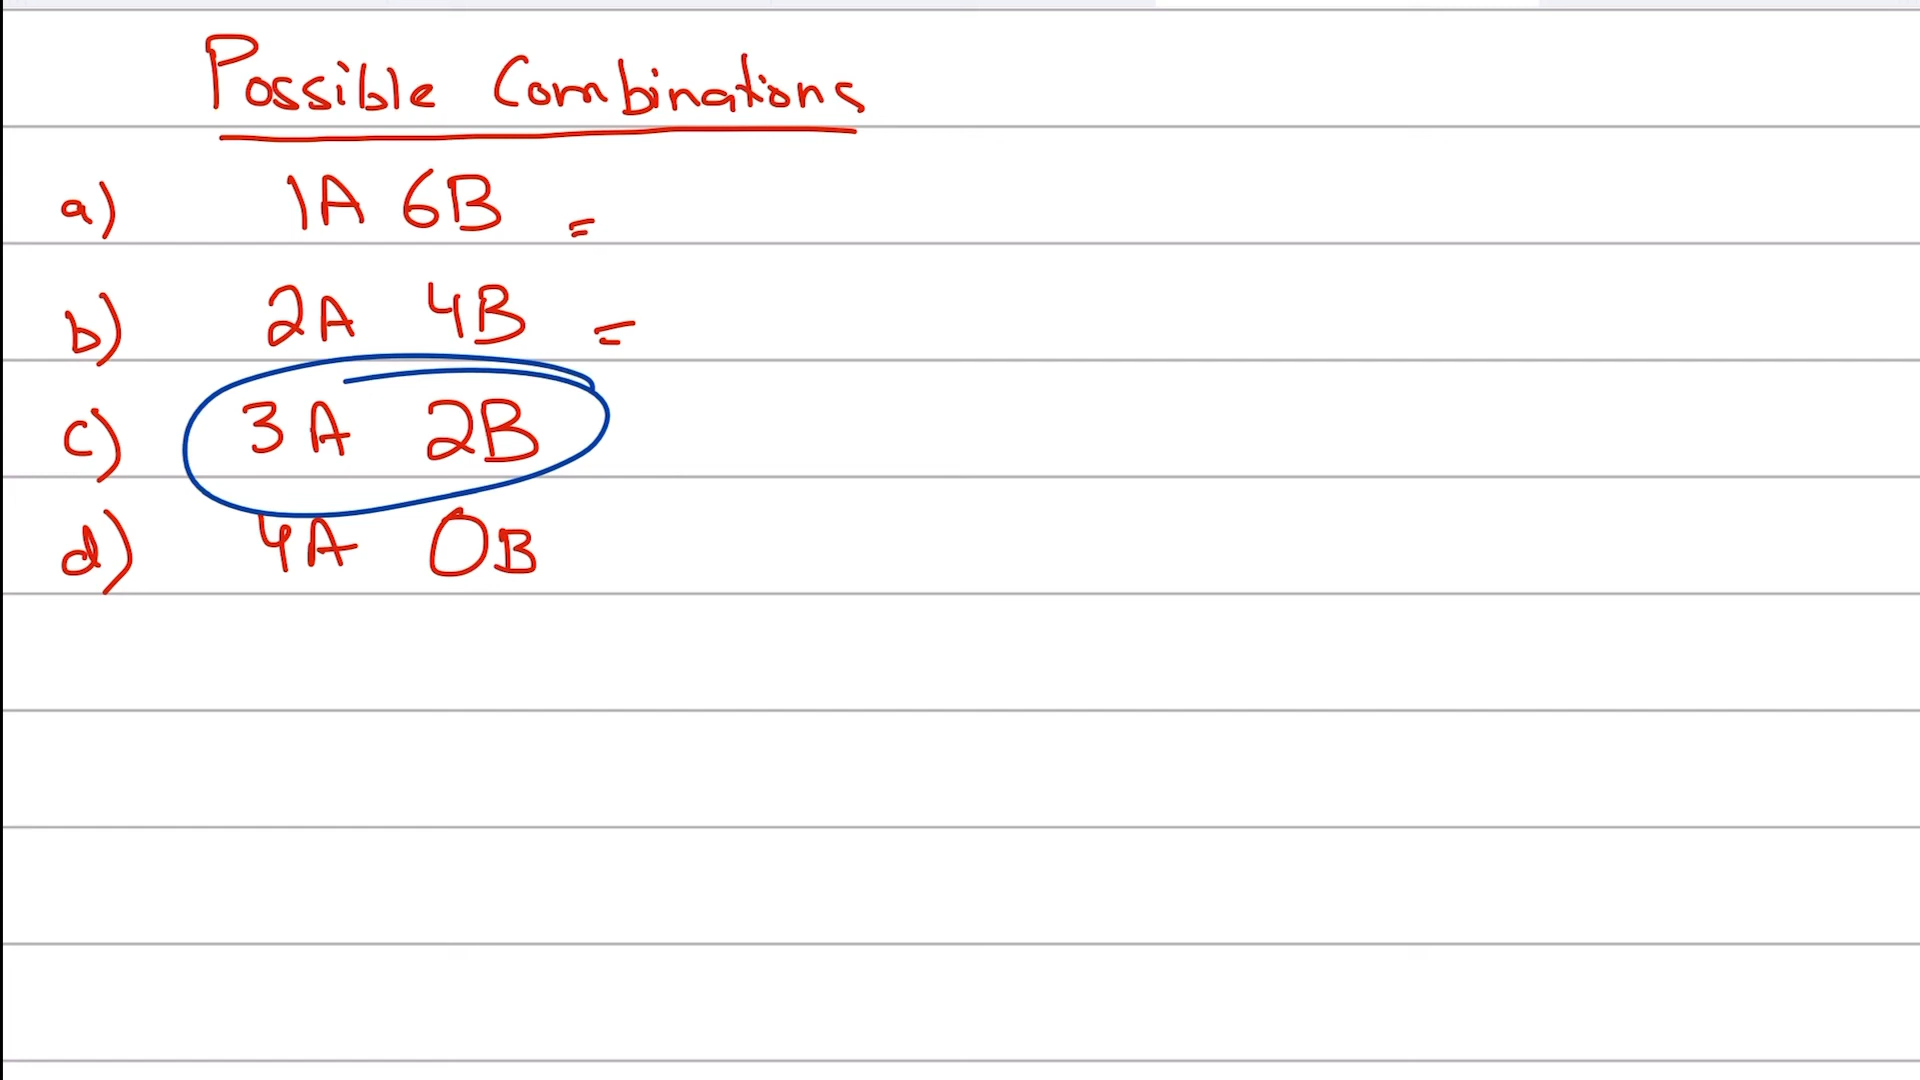 Possible Combinations
a) 1A 6B =
b) 2A 4B =
c) 3A 2B
d) 4A 0B